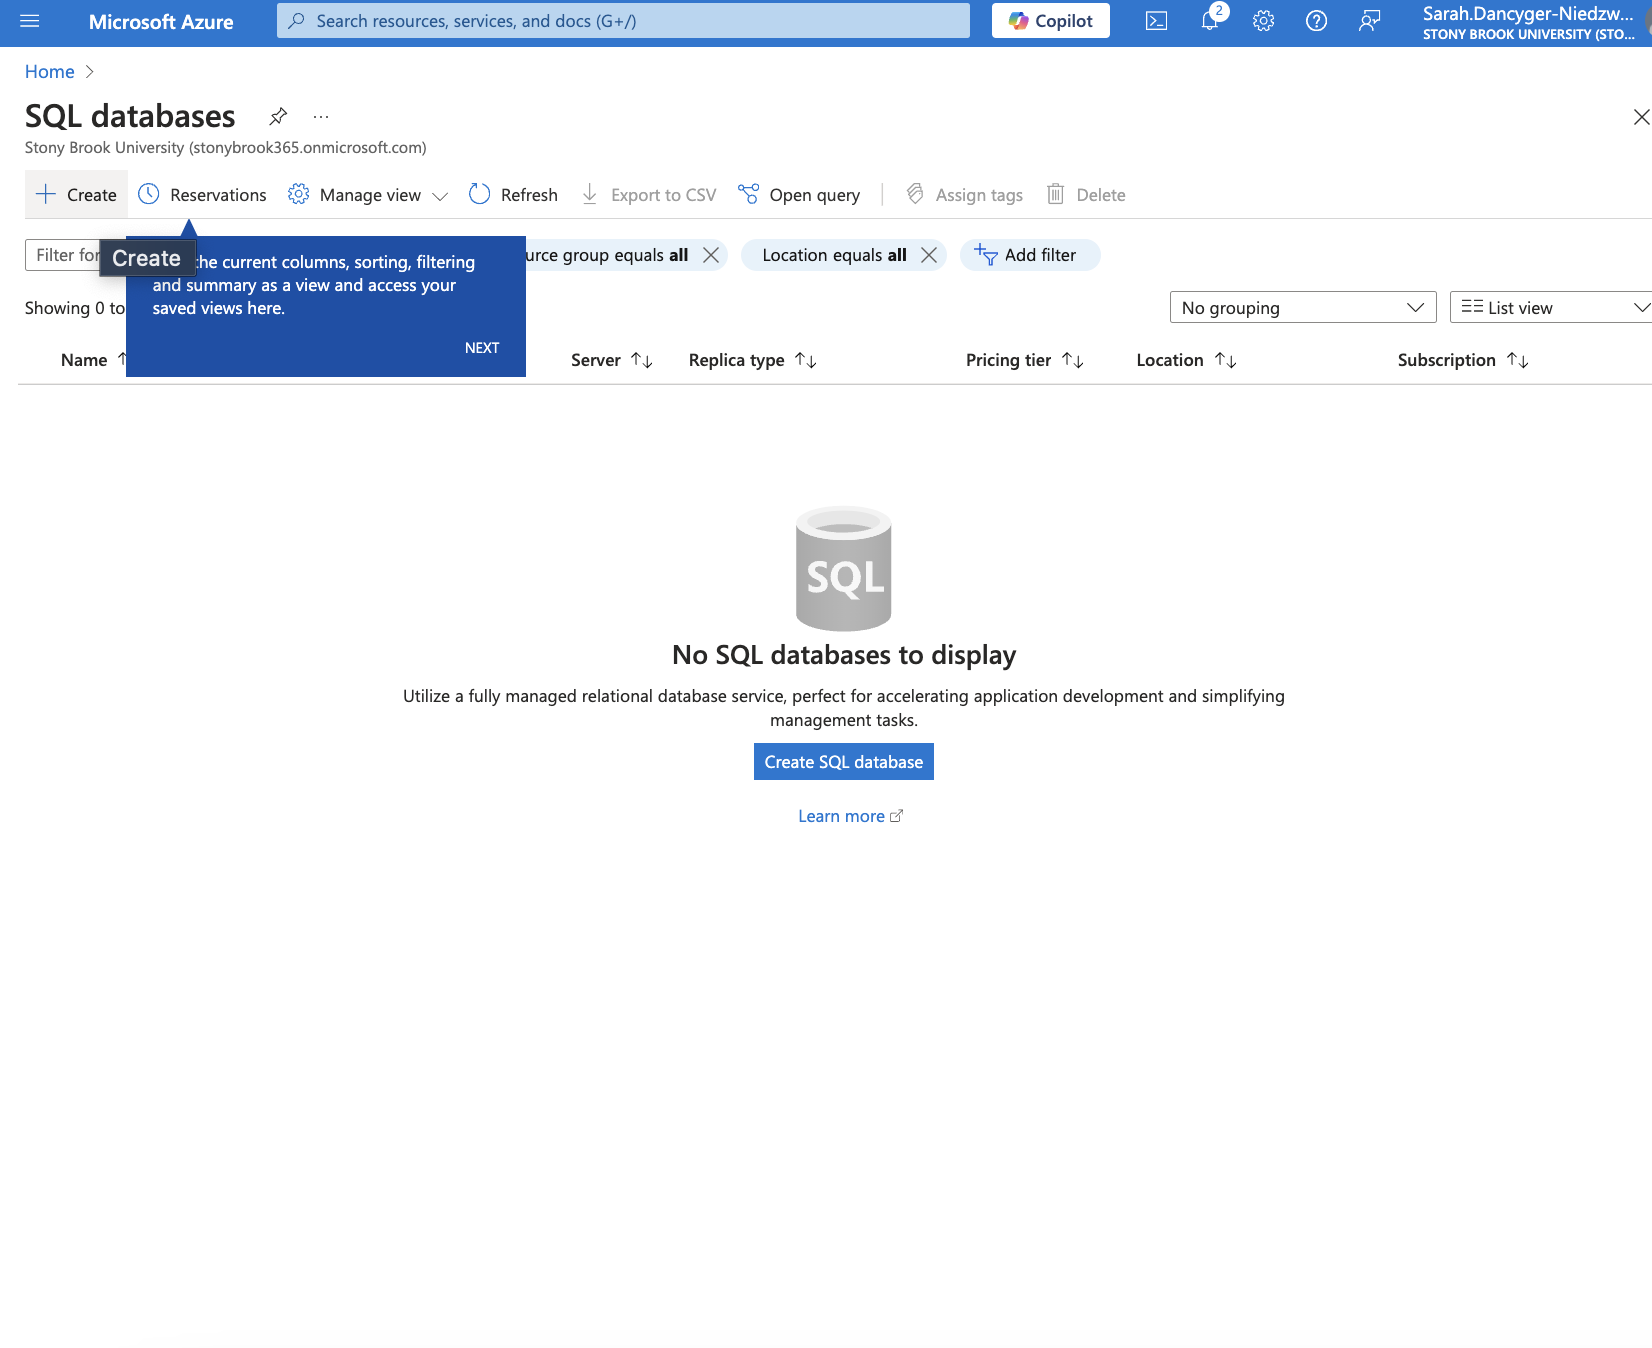 Microsoft Azure
Search resources, services, and docs (G+/)
Copilot
2
Sarah.Dancyger-Niedzw...
STONY BROOK UNIVERSITY (STO...
Home
SQL databases
Stony Brook University (stonybrook365.onmicrosoft.com)
Create Reservations Manage view Refresh Export to CSV Open query Assign tags Delete
Filter for
Create
the current columns, sorting, filtering
and summary as a view and access your
saved views here.
NEXT
urce group equals all
Location equals all
Add filter
Showing 0 to
No grouping
List view
Name Server Replica type Pricing tier Location Subscription
SQL
No SQL databases to display
Utilize a fully managed relational database service, perfect for accelerating application development and simplifying
management tasks.
Create SQL database
Learn more